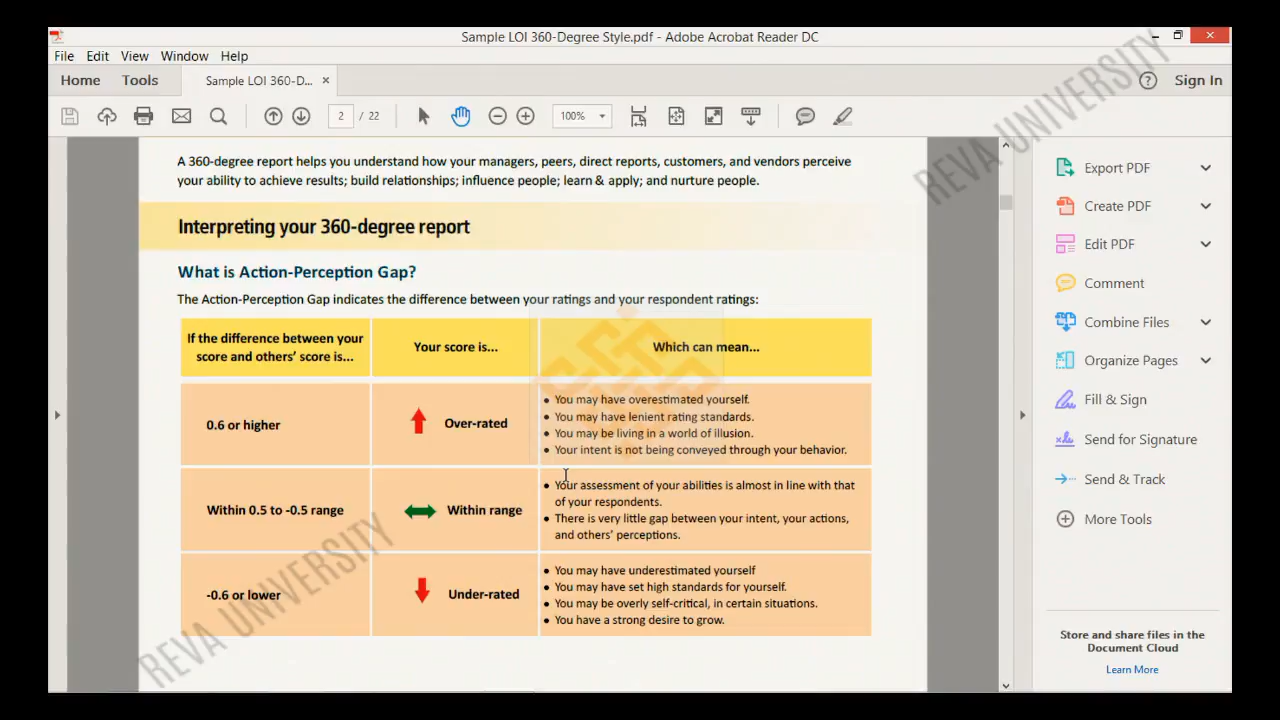 Sample LOI 360-Degree Style.pdf - Adobe Acrobat Reader DC
File Edit View Window Help
Home Tools Sample LOI 360-D... × Sign In
2 / 22 100%
REVA UNIVERSITY
A 360-degree report helps you understand how your managers, peers, direct reports, customers, and vendors perceive
your ability to achieve results; build relationships; influence people; learn & apply; and nurture people.
Interpreting your 360-degree report
What is Action-Perception Gap?
The Action-Perception Gap indicates the difference between your ratings and your respondent ratings:
If the difference between your
score and others' score is...
Your score is...
Which can mean...
0.6 or higher
Over-rated
• You may have overestimated yourself.
• You may have lenient rating standards.
• You may be living in a world of illusion.
• Your intent is not being conveyed through your behavior.
Within 0.5 to -0.5 range
Within range
• Your assessment of your abilities is almost in line with that
of your respondents.
• There is very little gap between your intent, your actions,
and others' perceptions.
-0.6 or lower
Under-rated
• You may have underestimated yourself
• You may have set high standards for yourself.
• You may be overly self-critical, in certain situations.
• You have a strong desire to grow.
REVA UNIVERSITY
Export PDF
Create PDF
Edit PDF
Comment
Combine Files
Organize Pages
Fill & Sign
Send for Signature
Send & Track
More Tools
Store and share files in the
Document Cloud
Learn More